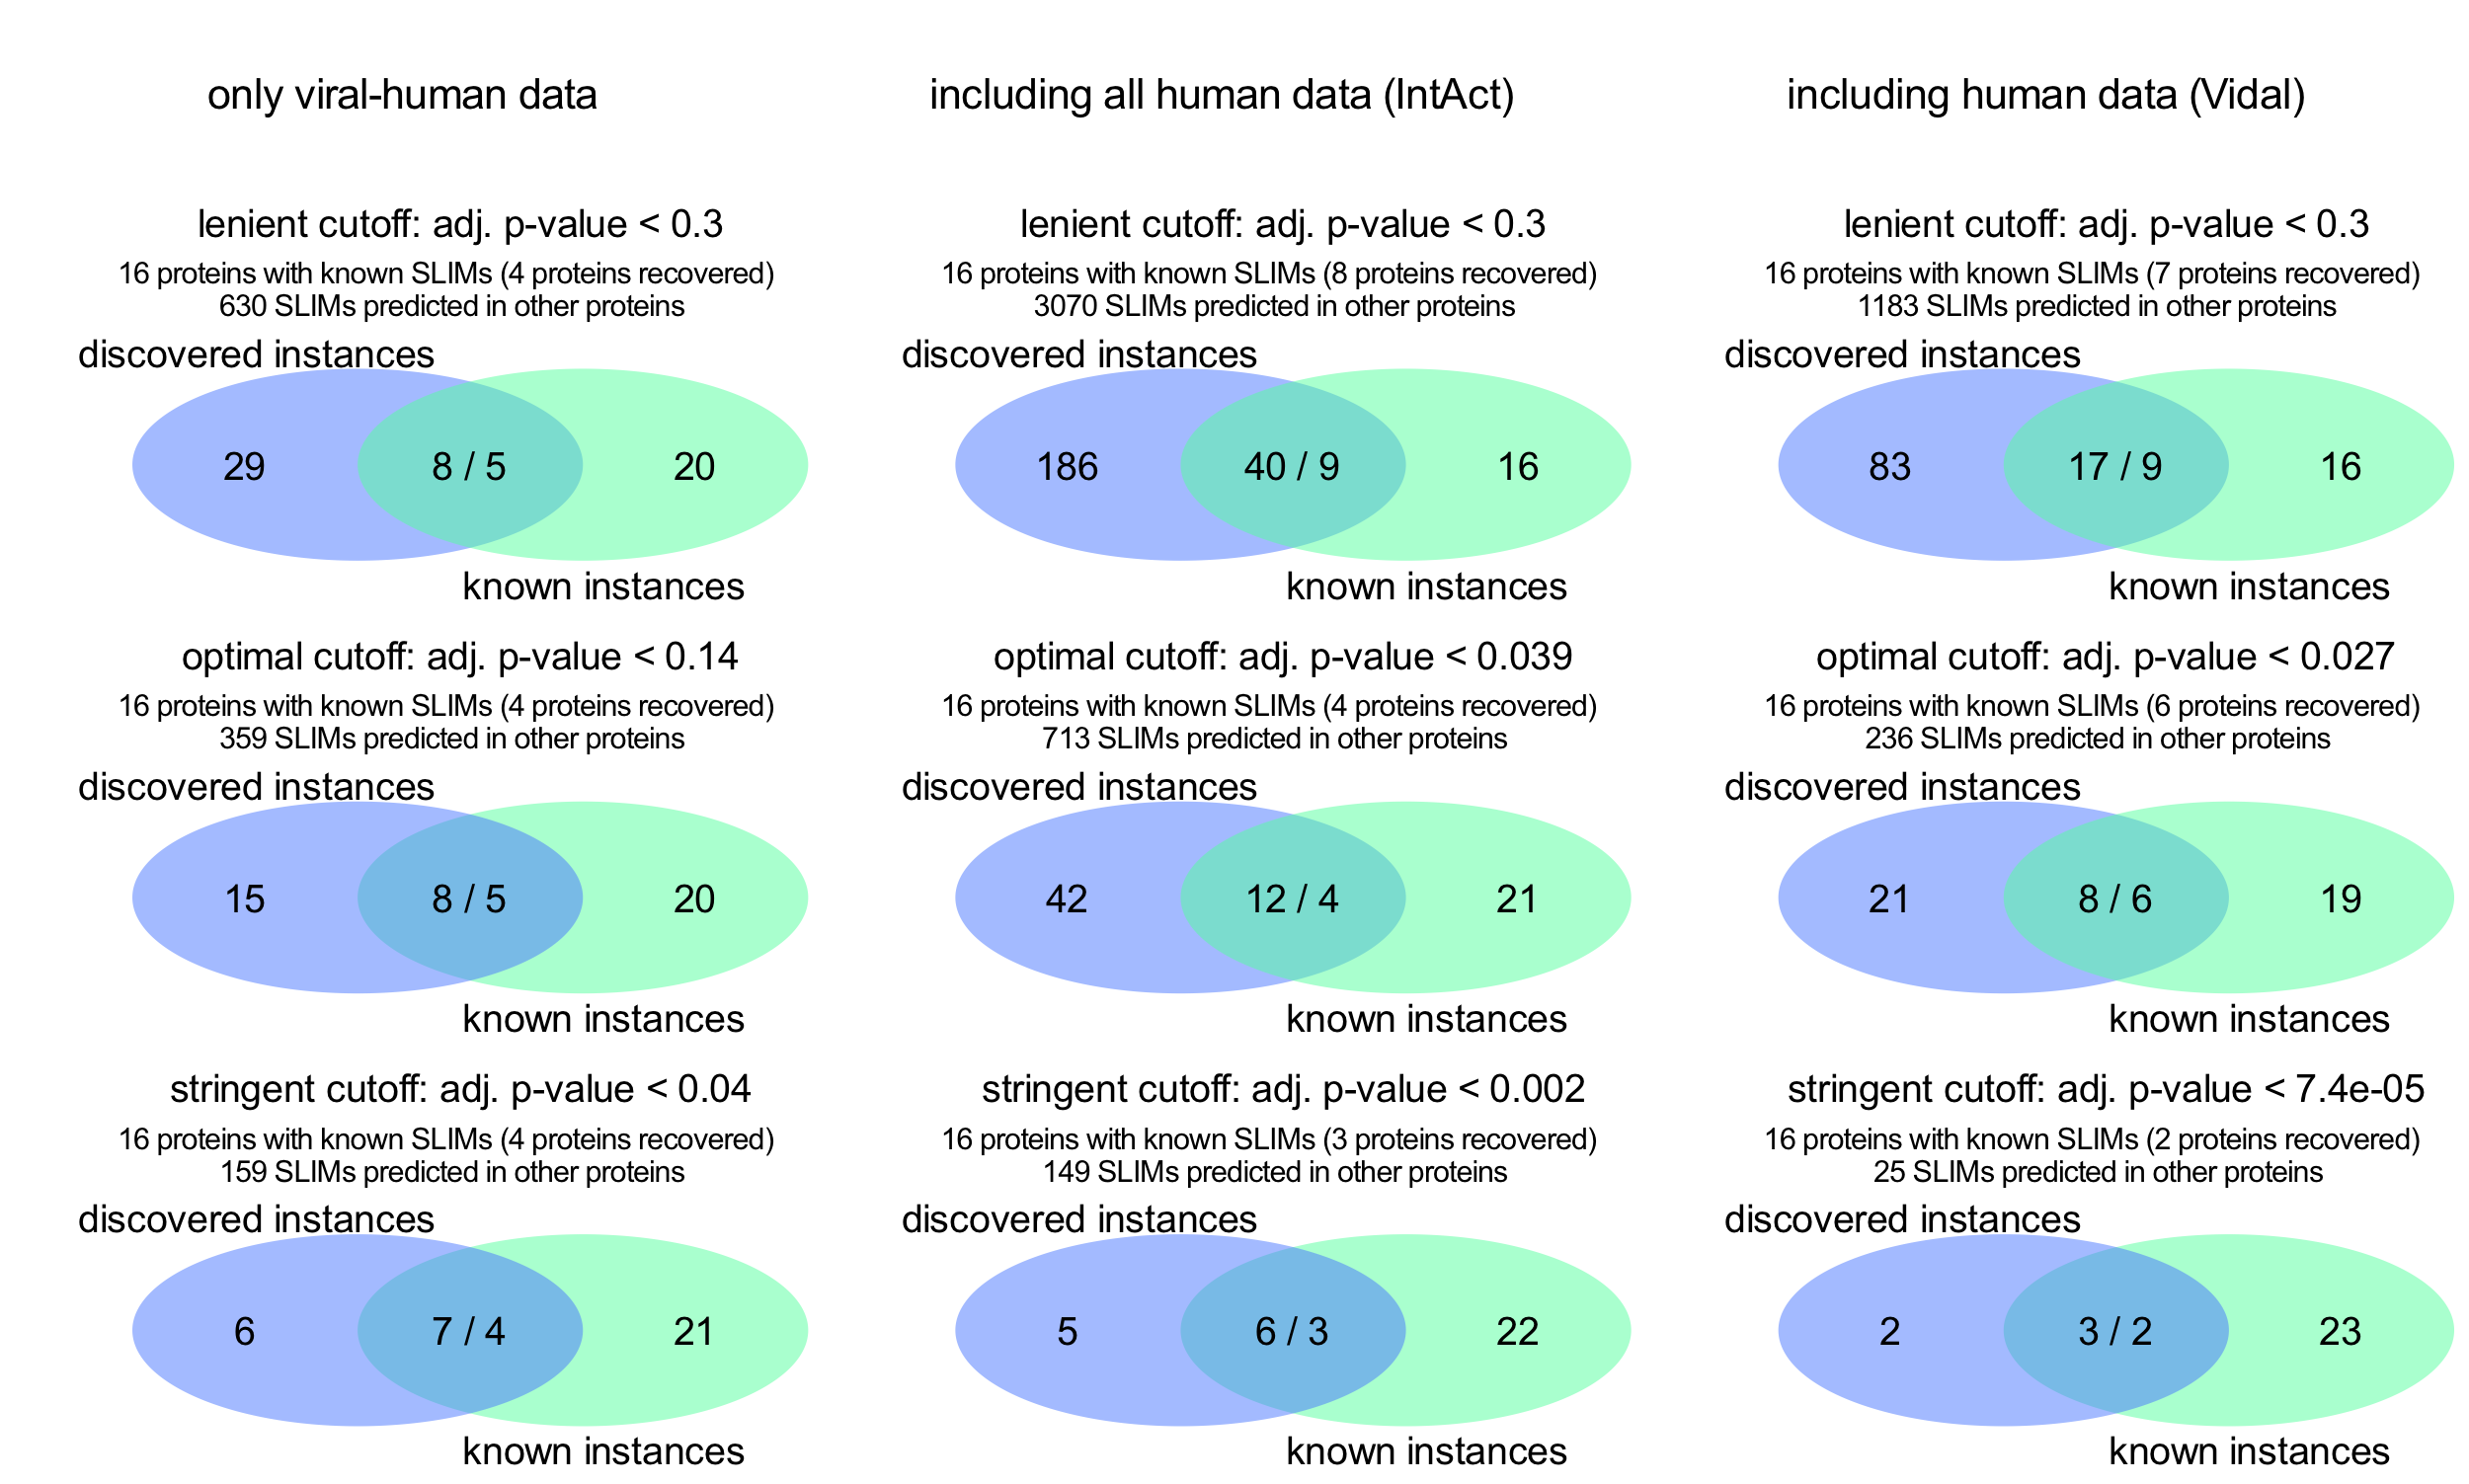 only viral-human data
including all human data (IntAct)
including human data (Vidal)
lenient cutoff: adj. p-value < 0.3
16 proteins with known SLIMs (4 proteins recovered)
630 SLIMs predicted in other proteins
discovered instances
29
8 / 5
20
known instances
lenient cutoff: adj. p-value < 0.3
16 proteins with known SLIMs (8 proteins recovered)
3070 SLIMs predicted in other proteins
discovered instances
186
40 / 9
16
known instances
lenient cutoff: adj. p-value < 0.3
16 proteins with known SLIMs (7 proteins recovered)
1183 SLIMs predicted in other proteins
discovered instances
83
17 / 9
16
known instances
optimal cutoff: adj. p-value < 0.14
16 proteins with known SLIMs (4 proteins recovered)
359 SLIMs predicted in other proteins
discovered instances
15
8 / 5
20
known instances
optimal cutoff: adj. p-value < 0.039
16 proteins with known SLIMs (4 proteins recovered)
713 SLIMs predicted in other proteins
discovered instances
42
12 / 4
21
known instances
optimal cutoff: adj. p-value < 0.027
16 proteins with known SLIMs (6 proteins recovered)
236 SLIMs predicted in other proteins
discovered instances
21
8 / 6
19
known instances
stringent cutoff: adj. p-value < 0.04
16 proteins with known SLIMs (4 proteins recovered)
159 SLIMs predicted in other proteins
discovered instances
6
7 / 4
21
known instances
stringent cutoff: adj. p-value < 0.002
16 proteins with known SLIMs (3 proteins recovered)
149 SLIMs predicted in other proteins
discovered instances
5
6 / 3
22
known instances
stringent cutoff: adj. p-value < 7.4e-05
16 proteins with known SLIMs (2 proteins recovered)
25 SLIMs predicted in other proteins
discovered instances
2
3 / 2
23
known instances